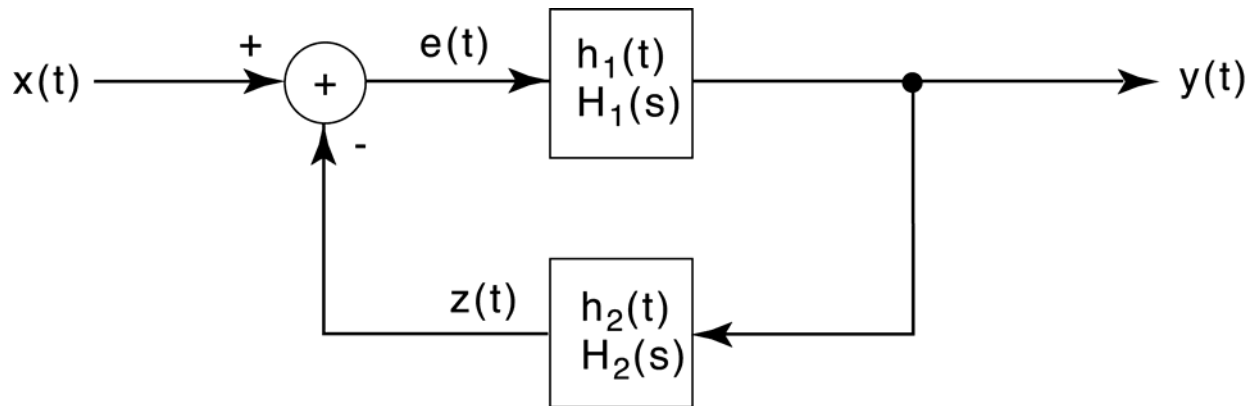 x(t)
+
+
-
e(t)
h₁(t)
H₁(s)
y(t)
z(t)
h₂(t)
H₂(s)